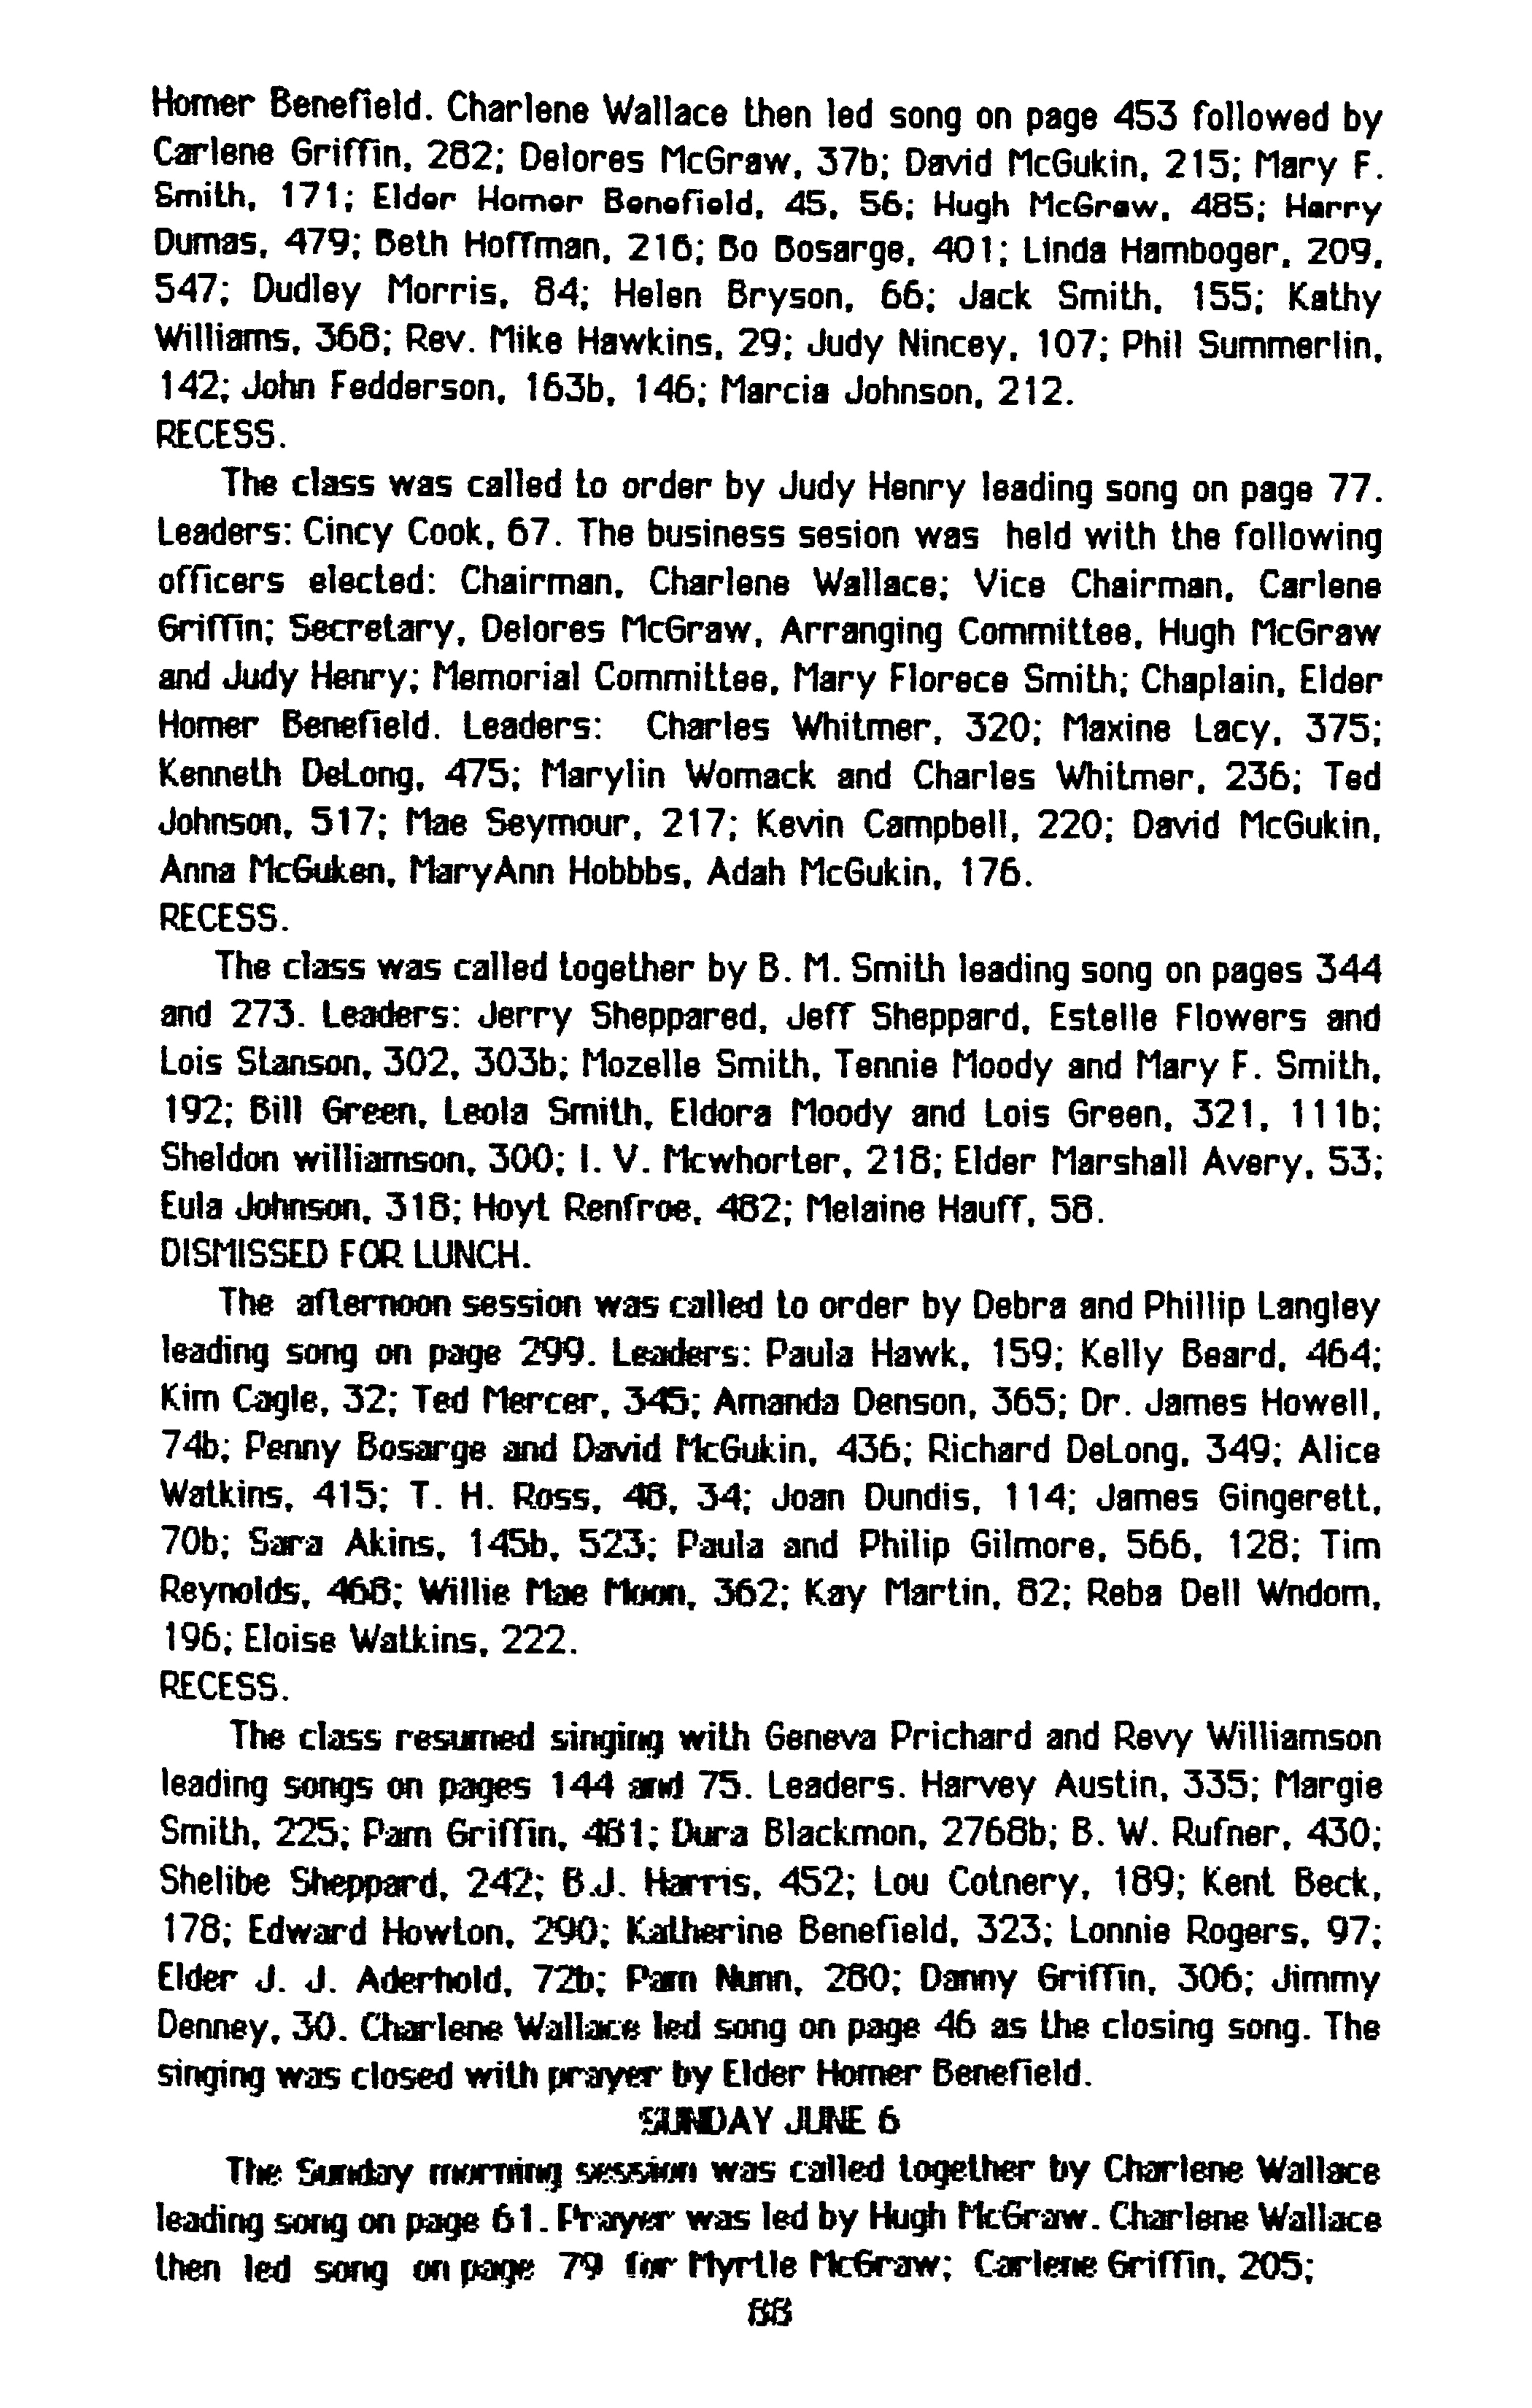 Homer Benefield. Charlene Wallace then led song on page 453 followed by
Carlene Griffin, 282; Delores McGraw, 37b; David McGukin, 215; Mary F.
Smith, 171; Elder Homer Benefield, 45, 56; Hugh McGraw, 485; Harry
Dumas, 479; Beth Hoffman, 216; Bo Bosarge, 401; Linda Hamboger, 209,
547; Dudley Morris, 84; Helen Bryson, 66; Jack Smith, 155; Kathy
Williams, 368; Rev. Mike Hawkins, 29; Judy Nincey, 107; Phil Summerlin,
142; John Fedderson, 163b, 146; Marcia Johnson, 212.
RECESS.
The class was called to order by Judy Henry leading song on page 77.
Leaders: Cincy Cook, 67. The business sesion was held with the following
officers elected: Chairman, Charlene Wallace; Vice Chairman, Carlene
Griffin; Secretary, Delores McGraw, Arranging Committee, Hugh McGraw
and Judy Henry; Memorial Committee, Mary Florece Smith; Chaplain, Elder
Homer Benefield. Leaders: Charles Whitmer, 320; Maxine Lacy, 375;
Kenneth DeLong, 475; Marylin Womack and Charles Whitmer, 236; Ted
Johnson, 517; Mae Seymour, 217; Kevin Campbell, 220; David McGukin,
Anna McGuken, MaryAnn Hobbbs, Adah McGukin, 176.
RECESS.
The class was called together by B. M. Smith leading song on pages 344
and 273. Leaders: Jerry Sheppared, Jeff Sheppard, Estelle Flowers and
Lois Stanson, 302, 303b; Mozelle Smith, Tennie Moody and Mary F. Smith,
192; Bill Green, Leola Smith, Eldora Moody and Lois Green, 321, 111b;
Sheldon williamson, 300; I. V. Mcwhorter, 218; Elder Marshall Avery, 53;
Eula Johnson, 318; Hoyt Renfroe, 482; Melaine Hauff, 58.
DISMISSED FOR LUNCH.
The afternoon session was called to order by Debra and Phillip Langley
leading song on page 299. Leaders: Paula Hawk, 159; Kelly Beard, 464;
Kim Cagle, 32; Ted Mercer, 345; Amanda Denson, 365; Dr. James Howell,
74b; Penny Bosarge and David McGukin, 436; Richard DeLong, 349; Alice
Watkins, 415; T. H. Ross, 48, 34; Joan Dundis, 114; James Gingerett,
70b; Sara Akins, 145b, 523; Paula and Philip Gilmore, 566, 128; Tim
Reynolds, 468; Willie Mae Moon, 362; Kay Martin, 82; Reba Dell Wndom,
196; Eloise Watkins, 222.
RECESS.
The class resumed singing with Geneva Prichard and Revy Williamson
leading songs on pages 144 and 75. Leaders. Harvey Austin, 335; Margie
Smith, 225; Pam Griffin, 481; Dura Blackmon, 2768b; B. W. Rufner, 430;
Shelibe Sheppard, 242; B.J. Harris, 452; Lou Cotnery, 189; Kent Beck,
178; Edward Howton, 290; Katherine Benefield, 323; Lonnie Rogers, 97;
Elder J. J. Aderhold, 72b; Pam Nunn, 280; Danny Griffin, 306; Jimmy
Denney, 30. Charlene Wallace led song on page 46 as the closing song. The
singing was closed with prayer by Elder Homer Benefield.
SUNDAY JUNE 6
The Sunday morning session was called together by Charlene Wallace
leading song on page 61. Prayer was led by Hugh McGraw. Charlene Wallace
then led song on page 79 for Myrtle McGraw; Carlene Griffin, 205;